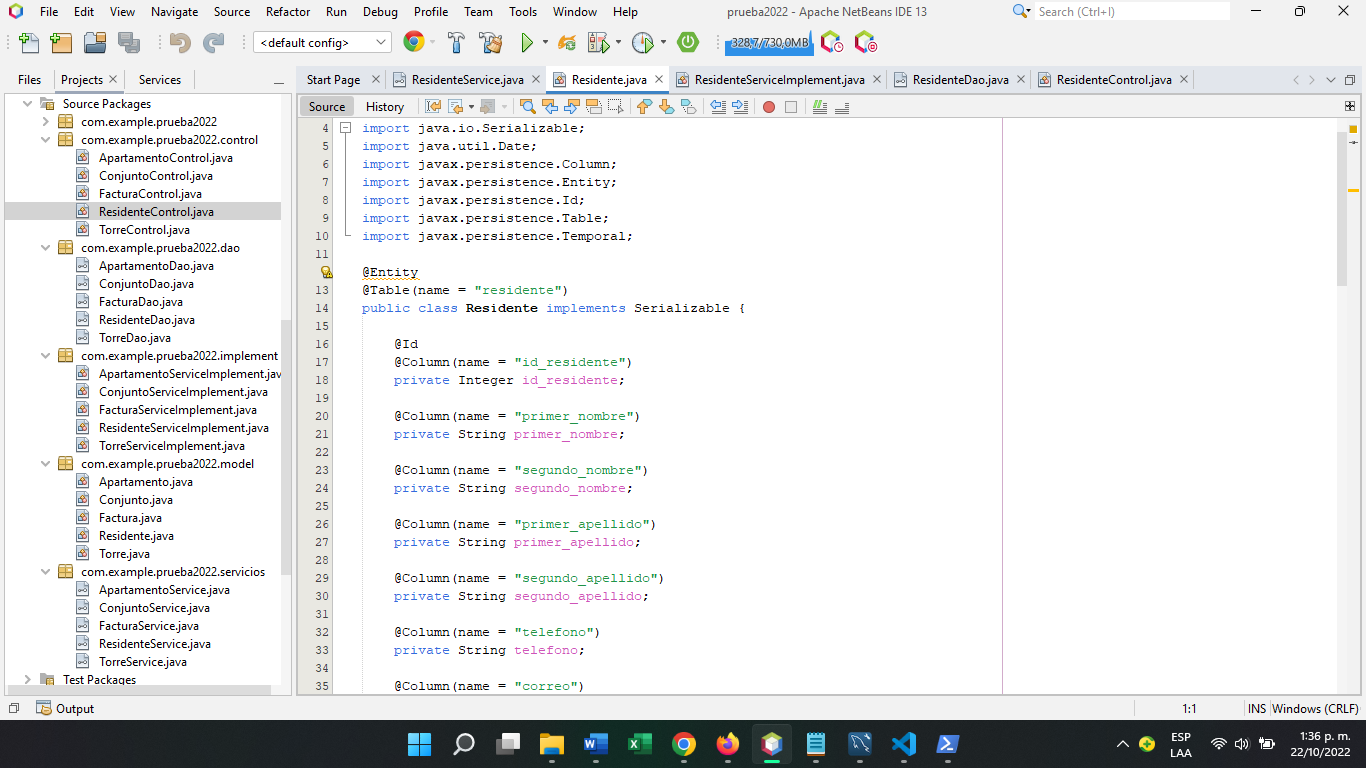 File Edit View Navigate Source Refactor Run Debug Profile Team Tools Window Help
prueba2022 - Apache NetBeans IDE 13
Search (Ctrl+I)
<default config>
328,7/730,0MB
Files Projects Services
Start Page ResidenteService.java Residente.java ResidenteServiceImplement.java ResidenteDao.java ResidenteControl.java
Source History
Source Packages
com.example.prueba2022
com.example.prueba2022.control
ApartamentoControl.java
ConjuntoControl.java
FacturaControl.java
ResidenteControl.java
TorreControl.java
com.example.prueba2022.dao
ApartamentoDao.java
ConjuntoDao.java
FacturaDao.java
ResidenteDao.java
TorreDao.java
com.example.prueba2022.implement
ApartamentoServiceImplement.jav
ConjuntoServiceImplement.java
FacturaServiceImplement.java
ResidenteServiceImplement.java
TorreServiceImplement.java
com.example.prueba2022.model
Apartamento.java
Conjunto.java
Factura.java
Residente.java
Torre.java
com.example.prueba2022.servicios
ApartamentoService.java
ConjuntoService.java
FacturaService.java
ResidenteService.java
TorreService.java
Test Packages
4 import java.io.Serializable;
5 import java.util.Date;
6 import javax.persistence.Column;
7 import javax.persistence.Entity;
8 import javax.persistence.Id;
9 import javax.persistence.Table;
10 import javax.persistence.Temporal;
11
@Entity
13 @Table(name = "residente")
14 public class Residente implements Serializable {
15
16 @Id
17 @Column(name = "id_residente")
18 private Integer id_residente;
19
20 @Column(name = "primer_nombre")
21 private String primer_nombre;
22
23 @Column(name = "segundo_nombre")
24 private String segundo_nombre;
25
26 @Column(name = "primer_apellido")
27 private String primer_apellido;
28
29 @Column(name = "segundo_apellido")
30 private String segundo_apellido;
31
32 @Column(name = "telefono")
33 private String telefono;
34
35 @Column(name = "correo")
Output
1:1 INS Windows (CRLF)
ESP
LAA
1:36 p. m.
22/10/2022